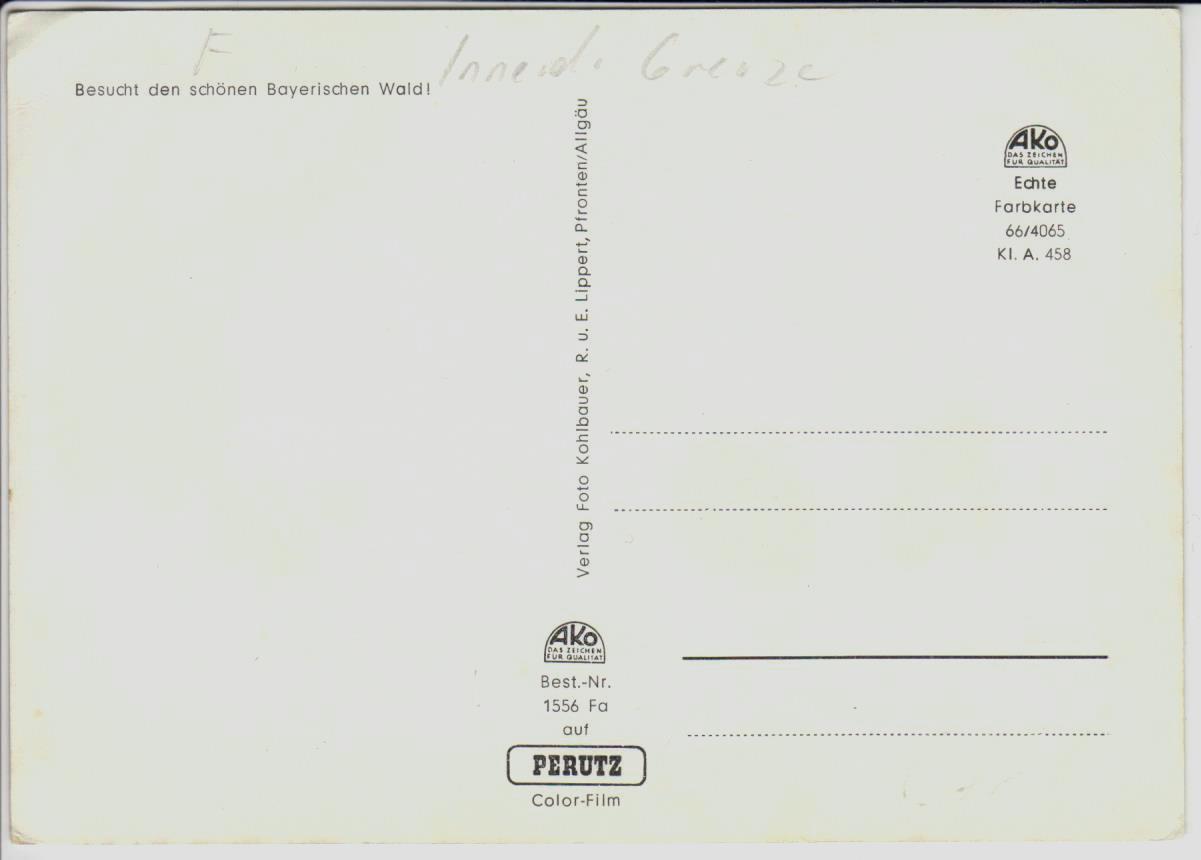 F
Grenze
Besucht den schönen Bayerischen Wald!
Verlag Foto Kohlbauer, R. u. E. Lippert, Pfronten/Allgäu
AKO
DAS ZEICHEN
FÜR QUALITÄT
Echte
Farbkarte
66/4065
Kl. A. 458
AKO
DAS ZEICHEN
FÜR QUALITÄT
Best.-Nr.
1556 Fa
auf
PERUTZ
Color-Film